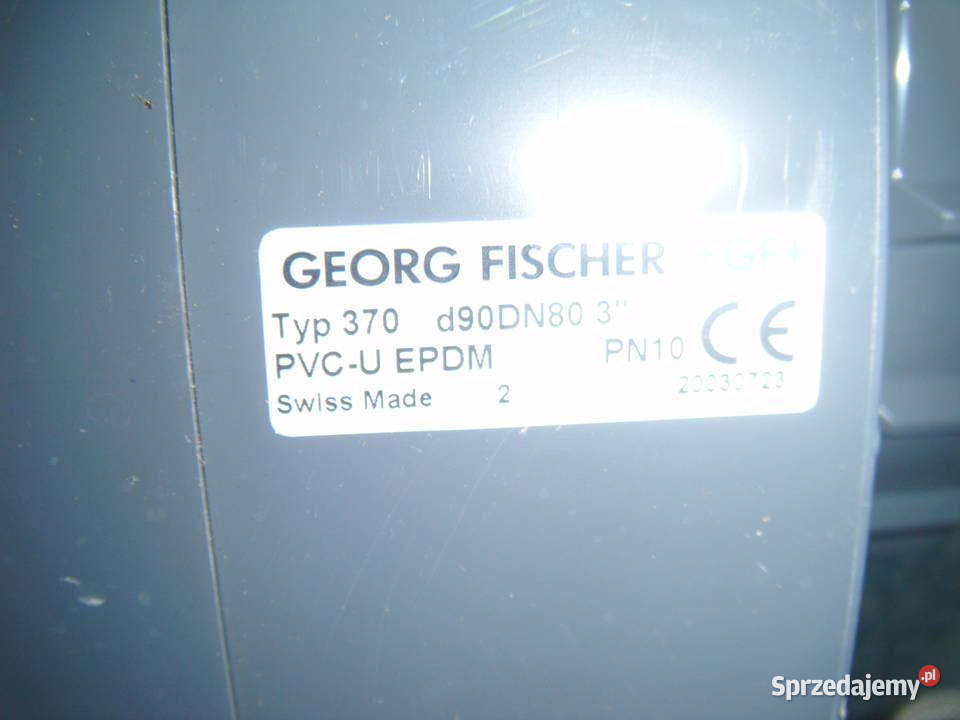 GEORG FISCHER +GF+
Typ 370 d90DN80 3"
PVC-U EPDM PN10 CE
Swiss Made 2 20030723
Sprzedajemy.pl